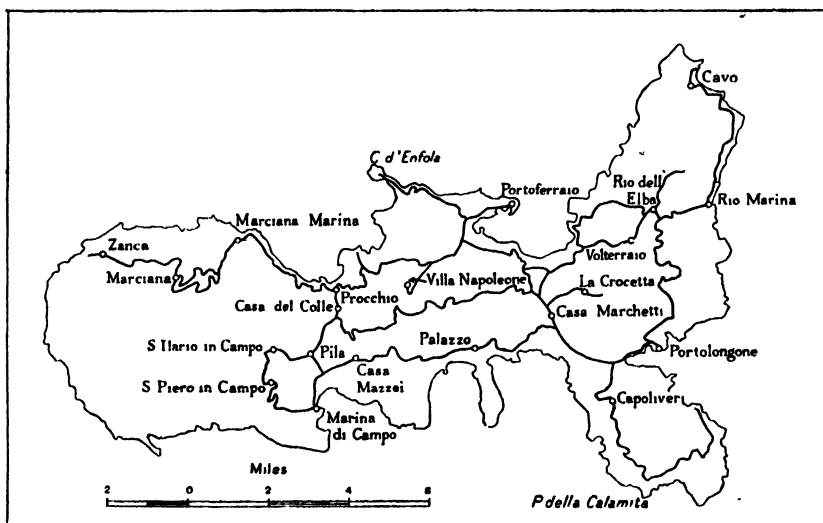 Cavo
C d'Enfola
Portoferraio
Rio dell
Elba
Rio Marina
Marciana Marina
Zanca
Marciana
Volterraio
Villa Napoleone
La Crocetta
Procchio
Casa del Colle
Casa Marchetti
S Ilario in Campo
Pila
Palazzo
Portolongone
Casa
Mazzei
S Piero in Campo
Capoliveri
Marina
di Campo
Miles
2 0 2 4 6
P della Calamita